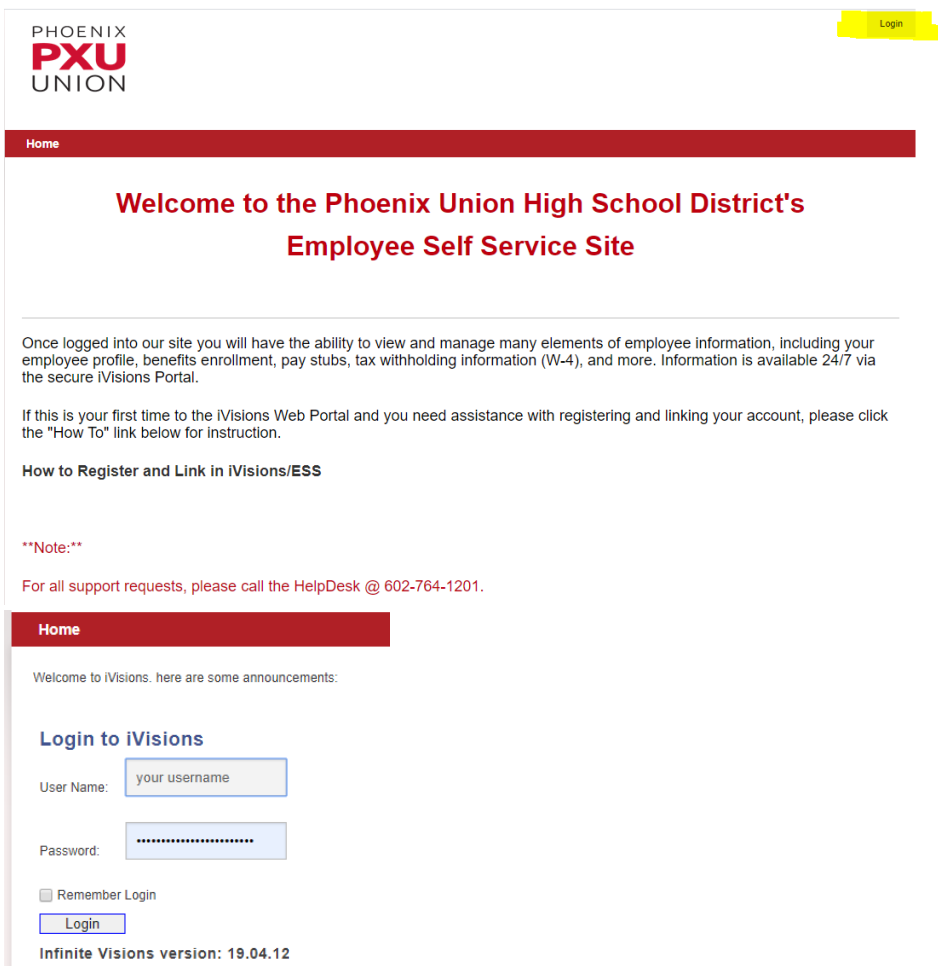 Login
PHOENIX
PXU
UNION
Home
Welcome to the Phoenix Union High School District's
Employee Self Service Site
Once logged into our site you will have the ability to view and manage many elements of employee information, including your
employee profile, benefits enrollment, pay stubs, tax withholding information (W-4), and more. Information is available 24/7 via
the secure iVisions Portal.
If this is your first time to the iVisions Web Portal and you need assistance with registering and linking your account, please click
the "How To" link below for instruction.
How to Register and Link in iVisions/ESS
**Note:**
For all support requests, please call the HelpDesk @ 602-764-1201.
Home
Welcome to iVisions. here are some announcements:
Login to iVisions
User Name: your username
Password: ••••••••••••••••••••••••
Remember Login
Login
Infinite Visions version: 19.04.12